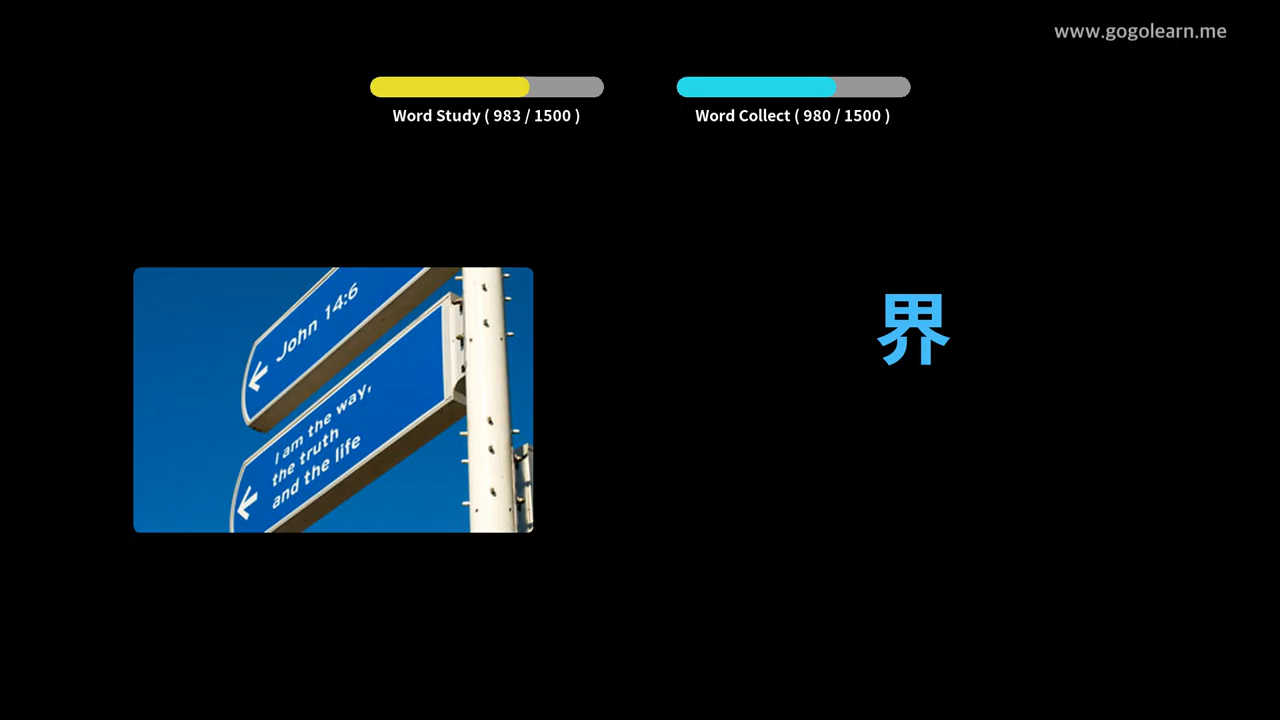 www.gogolearn.me
Word Study ( 983 / 1500 )
Word Collect ( 980 / 1500 )
John 14:6
I am the way,
the truth
and the life
界